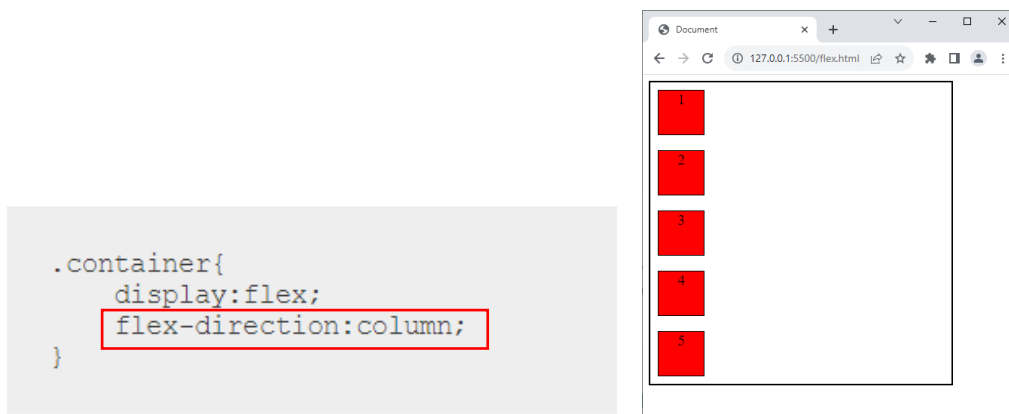 .container{
display:flex;
flex-direction:column;
}
Document
127.0.0.1:5500/flex.html
1
2
3
4
5